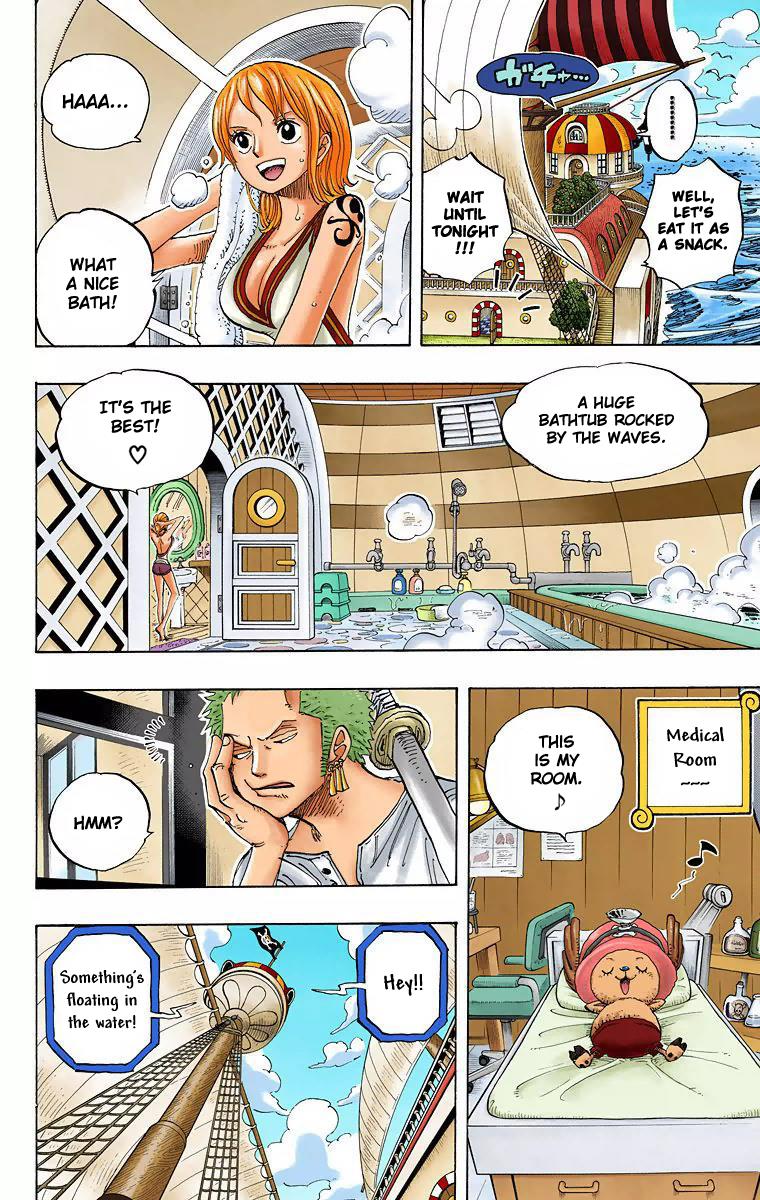 ガチャ...
.........
WELL,
LET'S
EAT IT AS
A SNACK.
WAIT
UNTIL
TONIGHT
!!!
HAAA...
WHAT
A NICE
BATH!
A HUGE
BATHTUB ROCKED
BY THE WAVES.
IT'S THE
BEST!
♡
Medical
Room
~~~
THIS
IS MY
ROOM.
♪
HMM?
Hey!!
Something's
floating in
the water!